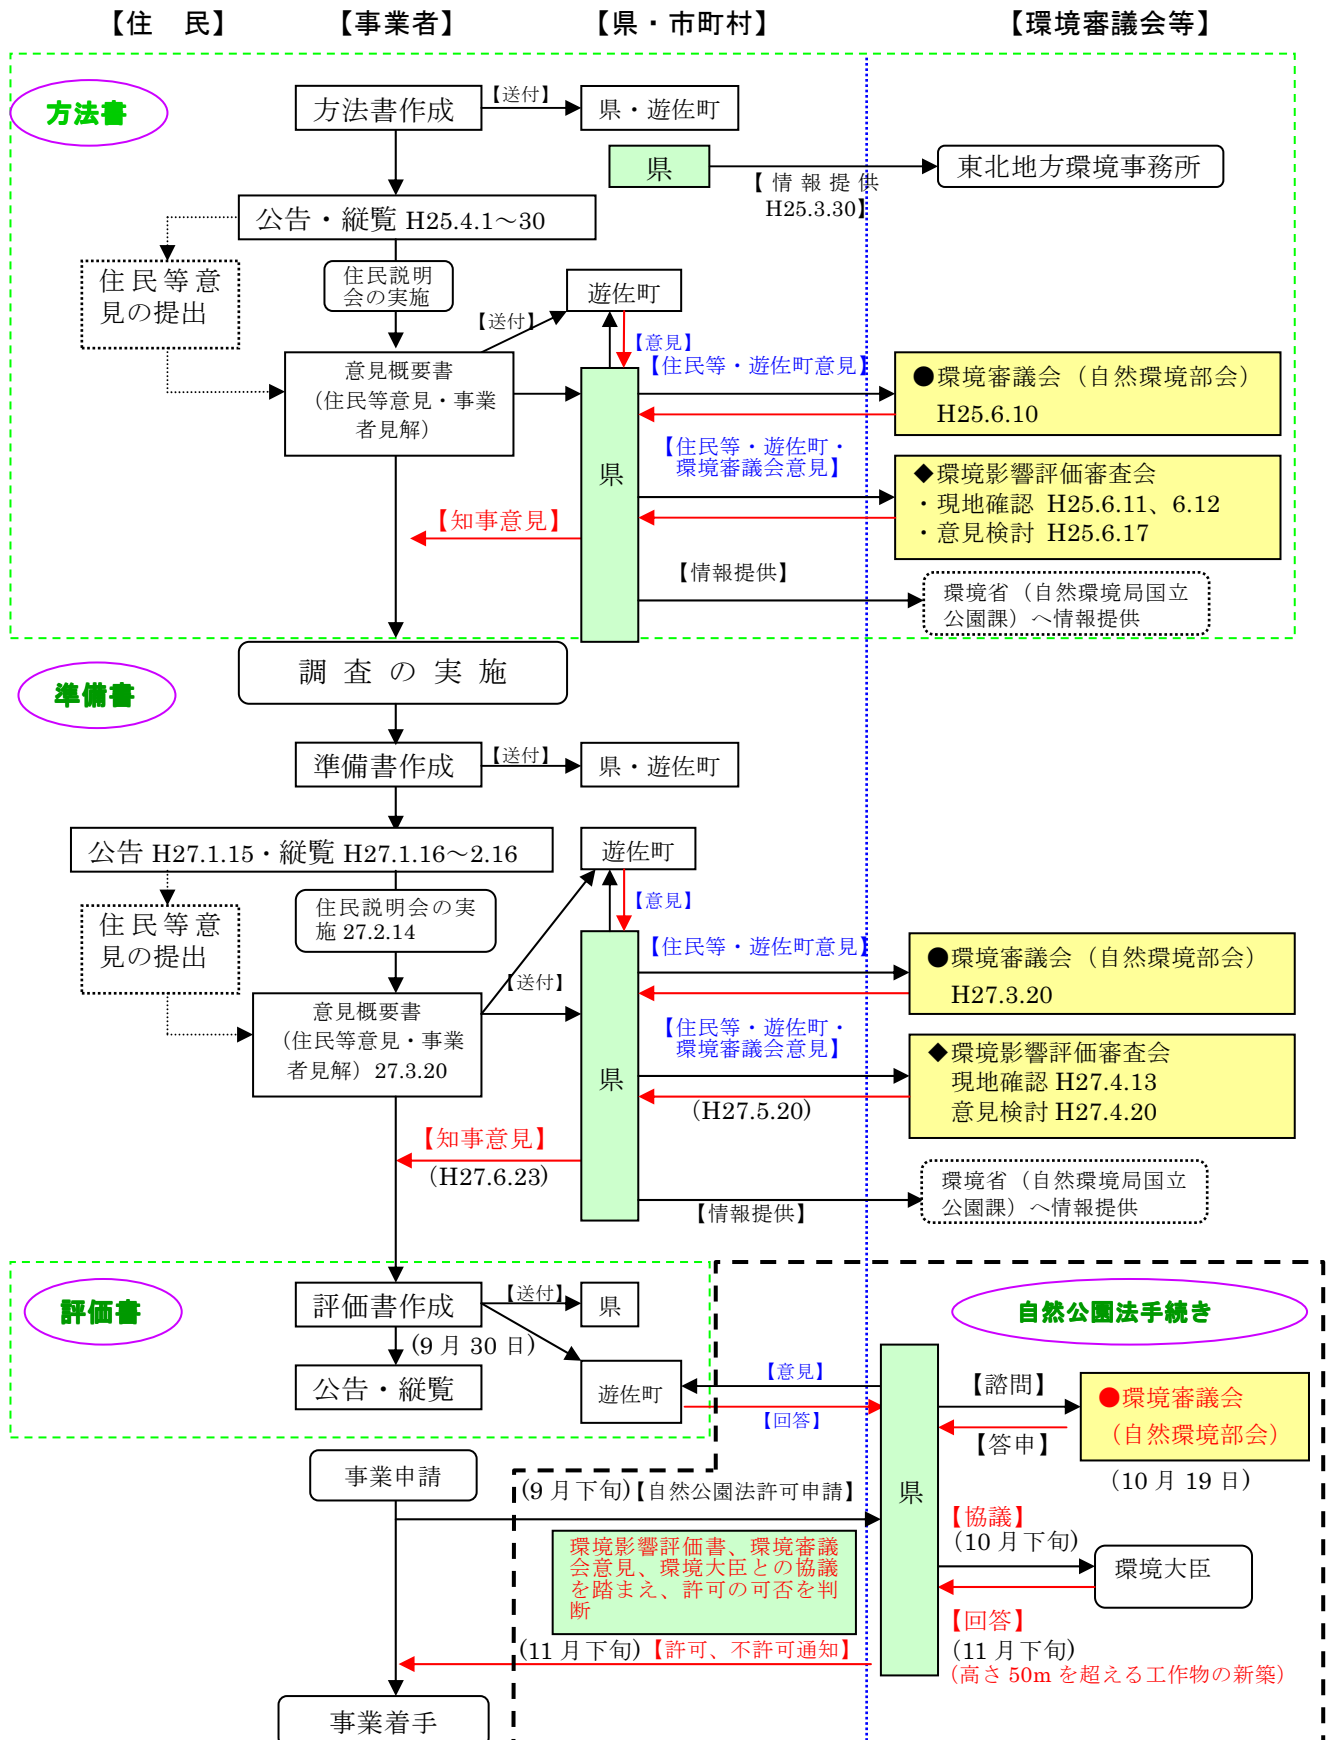 【住　民】
【事業者】
【県・市町村】
【環境審議会等】
方法書
方法書作成
【送付】
県・遊佐町
県
【情報提供
H25.3.30】
東北地方環境事務所
公告・縦覧 H25.4.1～30
住民等意
見の提出
住民説明
会の実施
遊佐町
【送付】
【意見】
【住民等・遊佐町意見】
意見概要書
（住民等意見・事業
者見解）
●環境審議会（自然環境部会）
H25.6.10
【住民等・遊佐町・
環境審議会意見】
県
◆環境影響評価審査会
・現地確認 H25.6.11、6.12
・意見検討 H25.6.17
【知事意見】
【情報提供】
環境省（自然環境局国立
公園課）へ情報提供
調 査 の 実 施
準備書
準備書作成
【送付】
県・遊佐町
公告 H27.1.15・縦覧 H27.1.16～2.16
遊佐町
【意見】
住民等意
見の提出
住民説明会の実
施 27.2.14
【住民等・遊佐町意見】
●環境審議会（自然環境部会）
H27.3.20
【送付】
意見概要書
（住民等意見・事業
者見解）27.3.20
【住民等・遊佐町・
環境審議会意見】
県
◆環境影響評価審査会
現地確認 H27.4.13
意見検討 H27.4.20
(H27.5.20)
【知事意見】
(H27.6.23)
【情報提供】
環境省（自然環境局国立
公園課）へ情報提供
評価書
評価書作成
【送付】
県
(9 月 30 日)
公告・縦覧
遊佐町
自然公園法手続き
【意見】
【回答】
【諮問】
【答申】
●環境審議会
（自然環境部会）
(10 月 19 日)
事業申請
(9 月下旬)【自然公園法許可申請】
県
環境影響評価書、環境審議
会意見、環境大臣との協議
を踏まえ、許可の可否を判
断
【協議】
(10 月下旬)
環境大臣
【回答】
(11 月下旬)
（高さ 50m を超える工作物の新築）
(11 月下旬)【許可、不許可通知】
事業着手